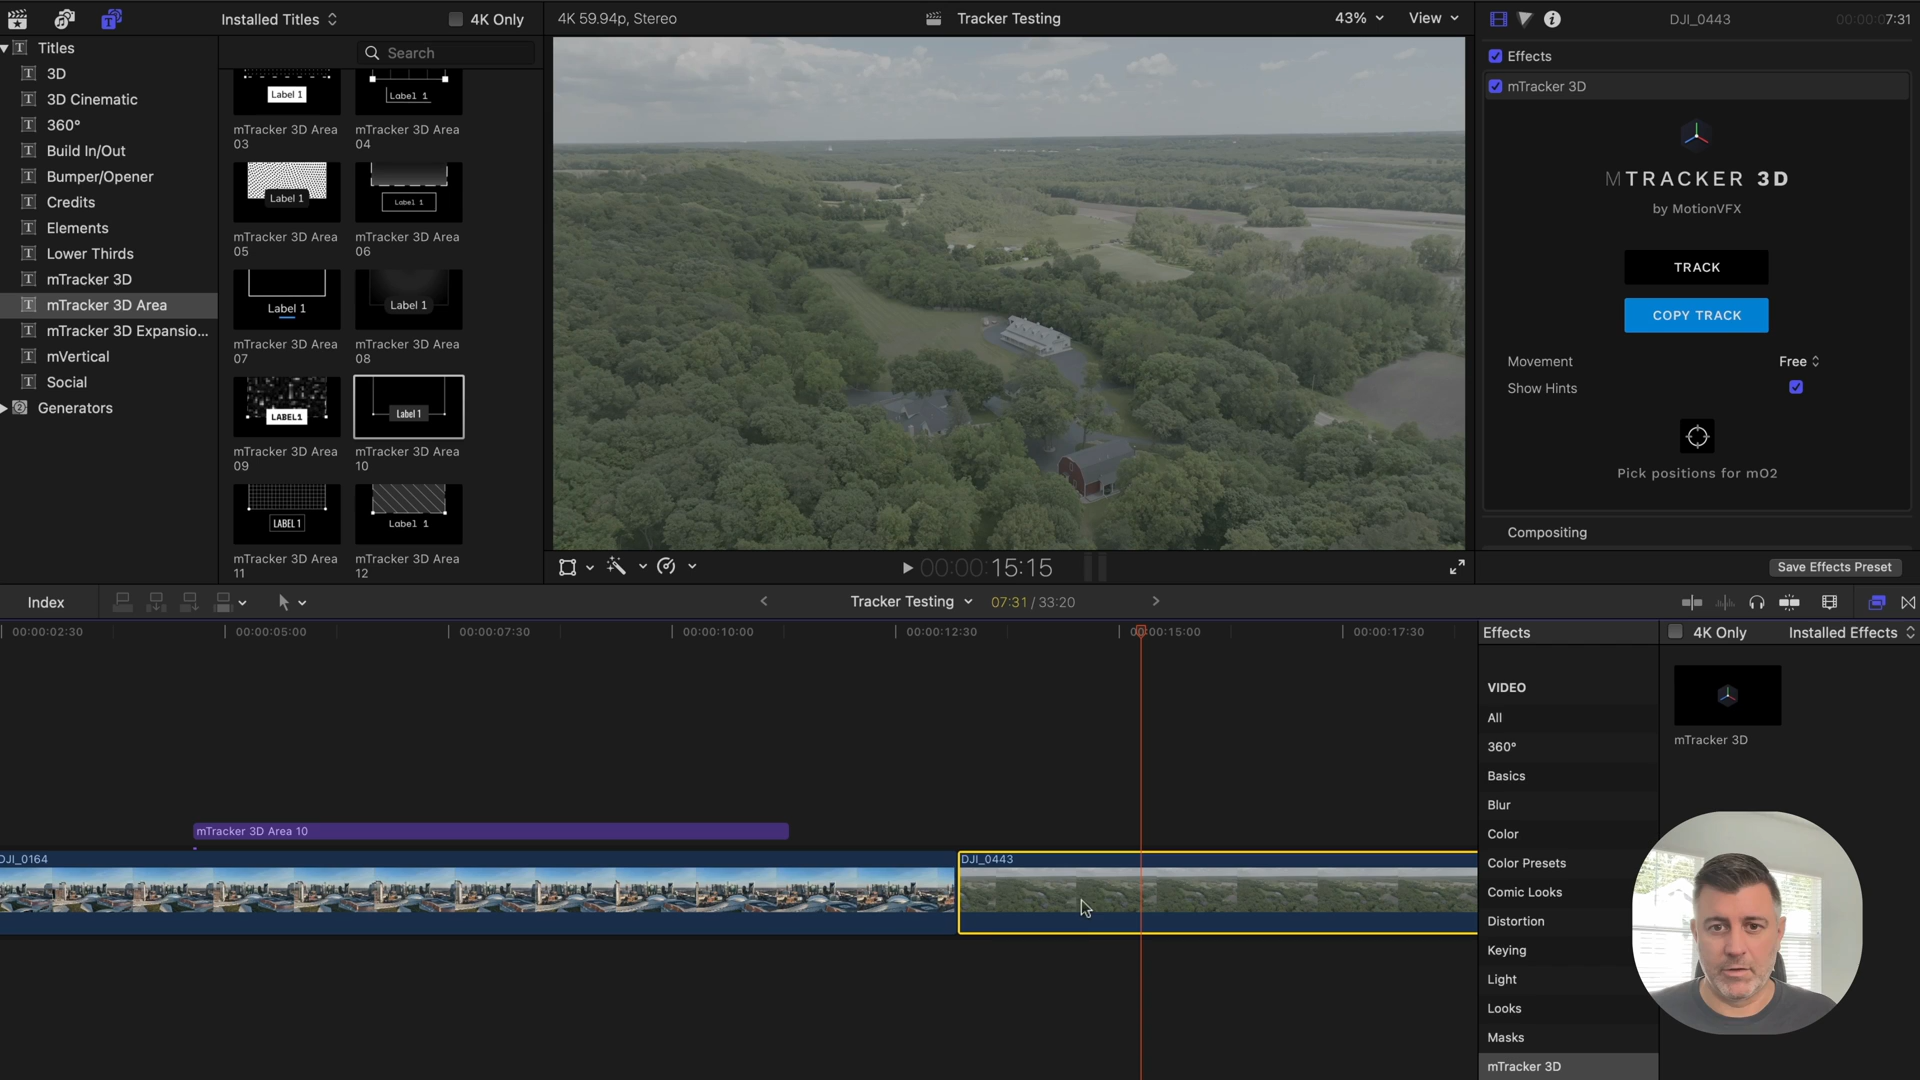 Installed Titles
4K Only
4K 59.94p, Stereo
Tracker Testing
43%
View
DJI_0443
00:00:07:31
Titles
3D
3D Cinematic
360°
Build In/Out
Bumper/Opener
Credits
Elements
Lower Thirds
mTracker 3D
mTracker 3D Area
mTracker 3D Expansio...
mVertical
Social
Generators
Search
Label 1
Label 1
mTracker 3D Area
03
mTracker 3D Area
04
Label 1
Label 1
mTracker 3D Area
05
mTracker 3D Area
06
Label 1
Label 1
mTracker 3D Area
07
mTracker 3D Area
08
LABEL1
Label 1
mTracker 3D Area
09
mTracker 3D Area
10
LABEL 1
Label 1
mTracker 3D Area
11
mTracker 3D Area
12
00:00:15:15
Effects
mTracker 3D
MTRACKER 3D
by MotionVFX
TRACK
COPY TRACK
Movement
Free
Show Hints
Pick positions for mO2
Compositing
Save Effects Preset
Index
Tracker Testing
07:31 / 33:20
00:00:02:30
00:00:05:00
00:00:07:30
00:00:10:00
00:00:12:30
00:00:15:00
00:00:17:30
mTracker 3D Area 10
DJI_0164
DJI_0443
Effects
4K Only
Installed Effects
VIDEO
All
360°
Basics
Blur
Color
Color Presets
Comic Looks
Distortion
Keying
Light
Looks
Masks
mTracker 3D
mTracker 3D